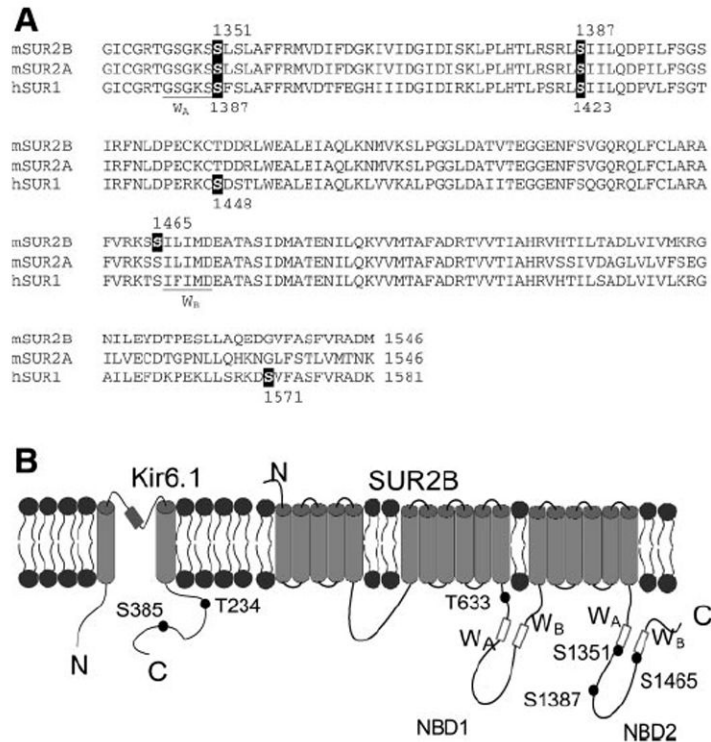 A
1351 1387
mSUR2B GICGRTGSGKSSLSLAFFRMVDIFDGKIVIDGIDISKLPLHTLRSRLSIILQDPILFSGS
mSUR2A GICGRTGSGKSSLSLAFFRMVDIFDGKIVIDGIDISKLPLHTLRSRLSIILQDPILFSGS
hSUR1 GICGRTGSGKSSFSLAFFRMVDTFEGHIIIDGIDIAKLPLHTLRSRLSIILQDPVLFSGT
WA 1387 1423
mSUR2B IRFNLDPECKCTDDRLWEALEIAQLKNMVKSLPGGLDATVTEGGENFSVGQRQLFCLARA
mSUR2A IRFNLDPECKCTDDRLWEALEIAQLKNMVKSLPGGLDATVTEGGENFSVGQRQLFCLARA
hSUR1 IRFNLDPERKCSDSTLWEALEIAQLKLVVKALPGGLDAIITEGGENFSQGQRQLFCLARA
1448
1465
mSUR2B FVRKSSILIMDEATASIDMATENILQKVVMTAFADRTVVTIAHRVHTILTADLVIVMKRG
mSUR2A FVRKSSILIMDEATASIDMATENILQKVVMTAFADRTVVTIAHRVSSIVDAGLVLVFSEG
hSUR1 FVRKTSIFIMDEATASIDMATENILQKVVMTAFADRTVVTIAHRVHTILSADLVIVLKRG
WB
mSUR2B NILEYDTPESLLAQEDGVFASFVRADM 1546
mSUR2A ILVECDTGPNLLQHKNGLFSTLVMTNK 1546
hSUR1 AILEFDKPEKLLSRKDSVFASFVRADK 1581
1571
B
Kir6.1 N SUR2B
S385 T234 T633 WA WB WA WB C
N C S1351 S1465
S1387
NBD1 NBD2